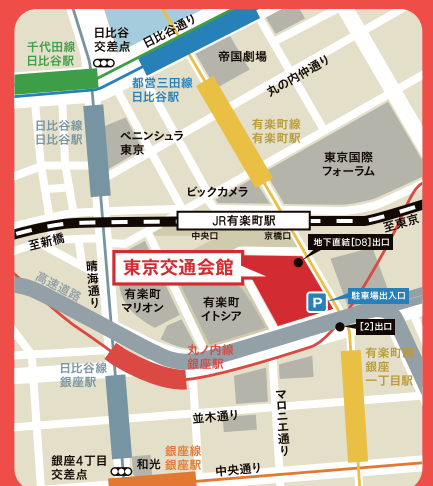 日比谷
交差点
日比谷通り
千代田線
日比谷駅
帝国劇場
都営三田線
日比谷駅
丸の内仲通り
日比谷線
日比谷駅
有楽町線
有楽町駅
ペニンシュラ
東京
東京国際
フォーラム
ビックカメラ
JR有楽町駅
至東京
中央口
京橋口
至新橋
地下直結[D8]出口
東京交通会館
晴海通り
高速道路
有楽町
マリオン
有楽町
イトシア
P
駐車場出入口
[2]出口
丸ノ内線
銀座駅
有楽町線
銀座
一丁目駅
日比谷線
銀座駅
並木通り
マロニエ通り
銀座4丁目
交差点
和光
銀座線
銀座駅
中央通り